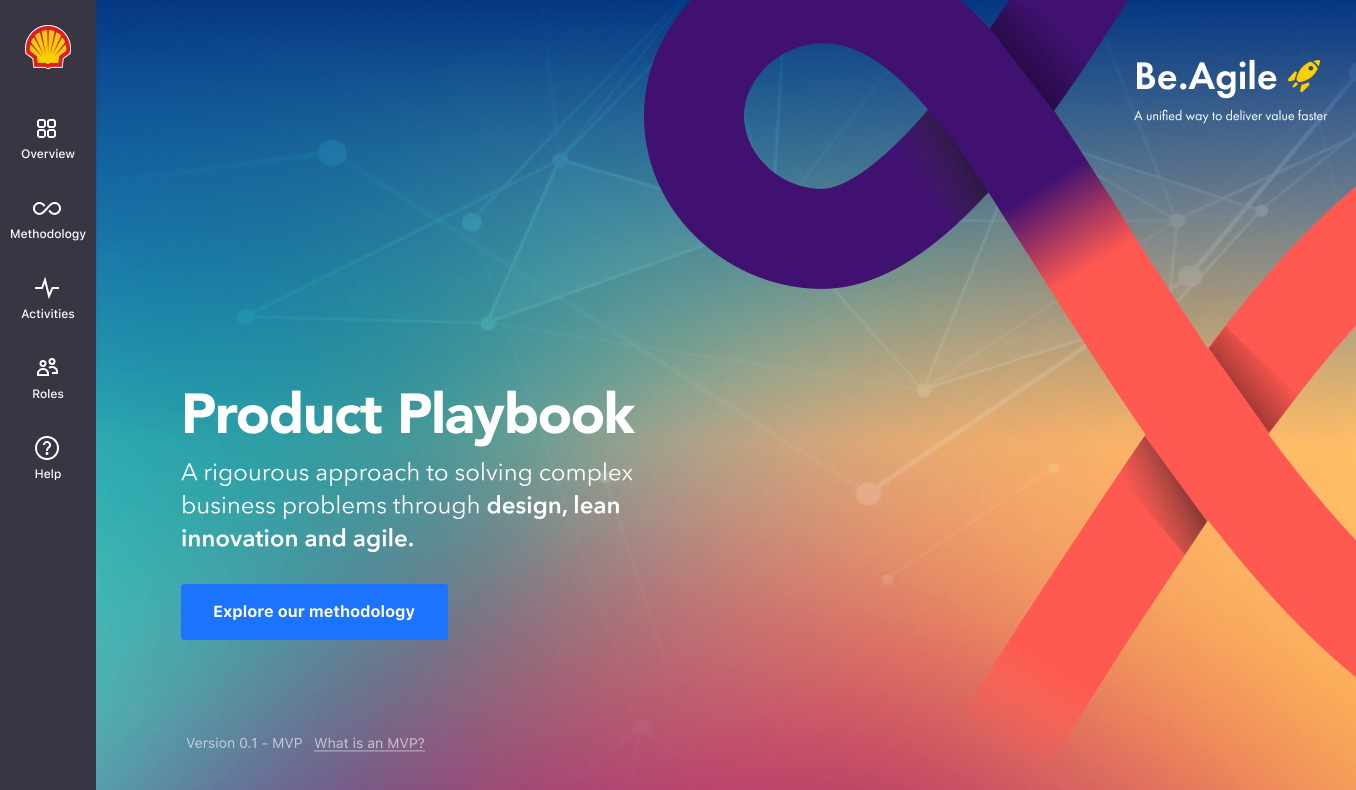 Overview
Methodology
Activities
Roles
Help
Be.Agile
A unified way to deliver value faster
Product Playbook
A rigourous approach to solving complex
business problems through design, lean
innovation and agile.
Explore our methodology
Version 0.1 - MVP What is an MVP?